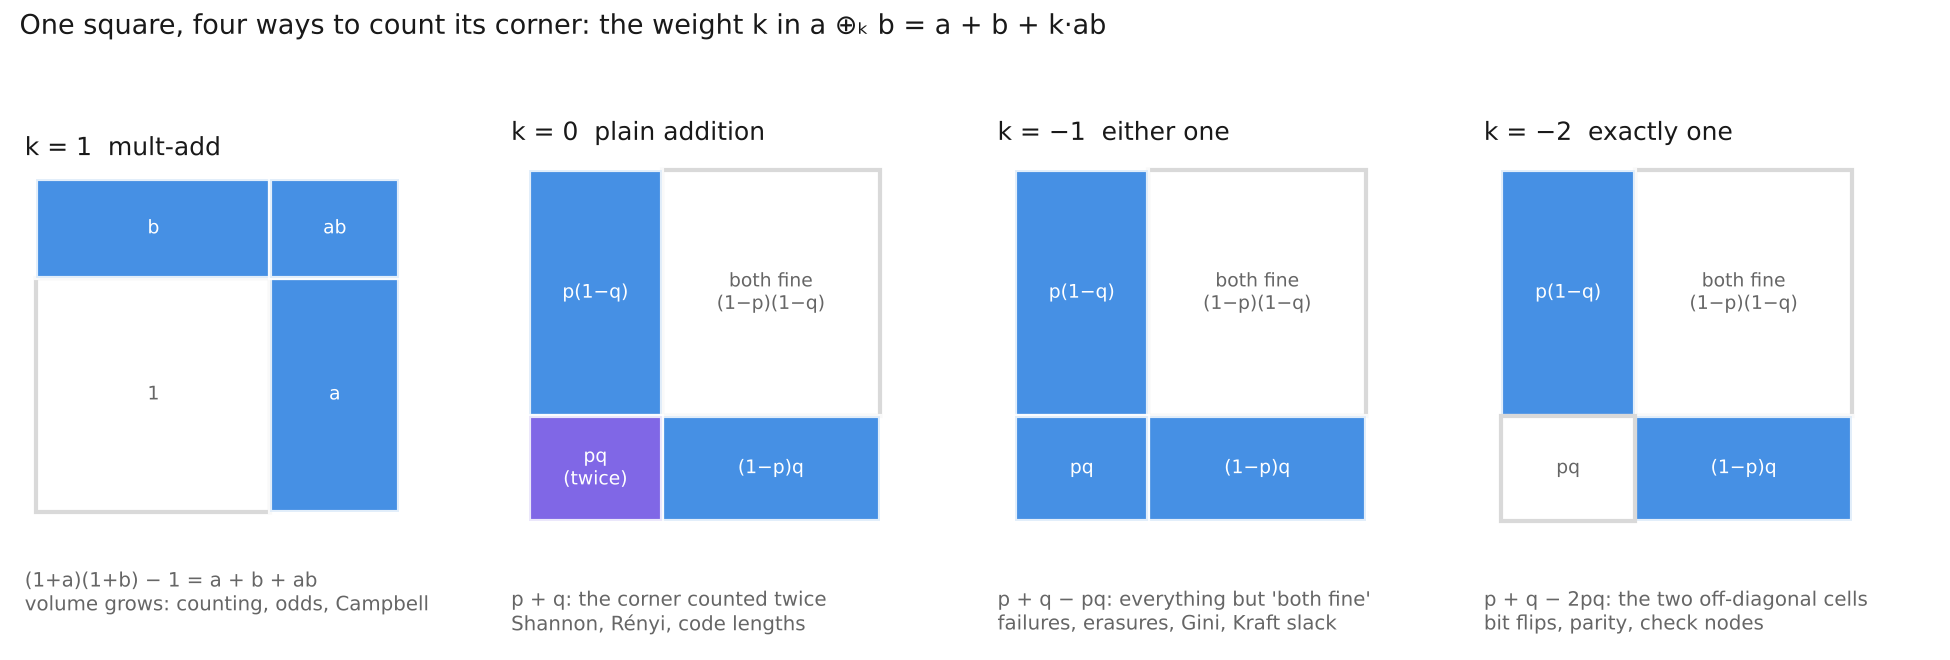 One square, four ways to count its corner: the weight k in a ⊕ₖ b = a + b + k·ab
k = 1  mult-add
b
ab
1
a
(1+a)(1+b) − 1 = a + b + ab
volume grows: counting, odds, Campbell
k = 0  plain addition
p(1−q)
both fine
(1−p)(1−q)
pq
(twice)
(1−p)q
p + q: the corner counted twice
Shannon, Rényi, code lengths
k = −1  either one
p(1−q)
both fine
(1−p)(1−q)
pq
(1−p)q
p + q − pq: everything but 'both fine'
failures, erasures, Gini, Kraft slack
k = −2  exactly one
p(1−q)
both fine
(1−p)(1−q)
pq
(1−p)q
p + q − 2pq: the two off-diagonal cells
bit flips, parity, check nodes